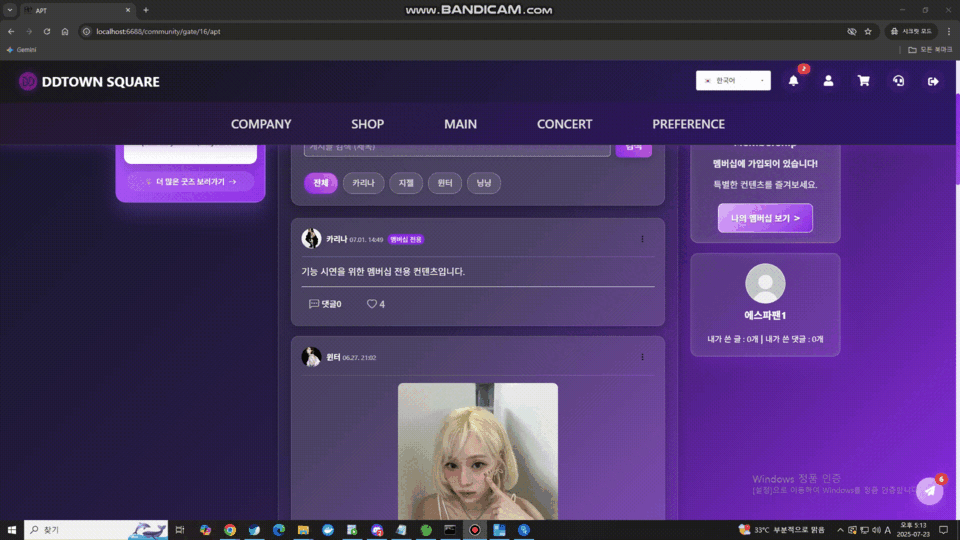 www.BANDICAM.com
APT
localhost:6688/community/gate/16/apt
시크릿 모드
Gemini
모든 북마크
DDTOWN SQUARE
한국어
COMPANY
SHOP
MAIN
CONCERT
PREFERENCE
더 많은 굿즈 보러가기 →
게시글 검색 (제목)
검색
전체
카리나
지젤
윈터
닝닝
카리나 07.01. 14:49 멤버십 전용
기능 시연을 위한 멤버십 전용 컨텐츠입니다.
댓글0
4
윈터 06.27. 21:02
Membership
멤버십에 가입되어 있습니다!
특별한 컨텐츠를 즐겨보세요.
나의 멤버십 보기 >
에스파팬1
내가 쓴 글 : 0개 | 내가 쓴 댓글 : 0개
Windows 정품 인증
[설정]으로 이동하여 Windows를 정품 인증합니다.
6
찾기
33°C 부분적으로 맑음
A
오후 5:13
2025-07-23